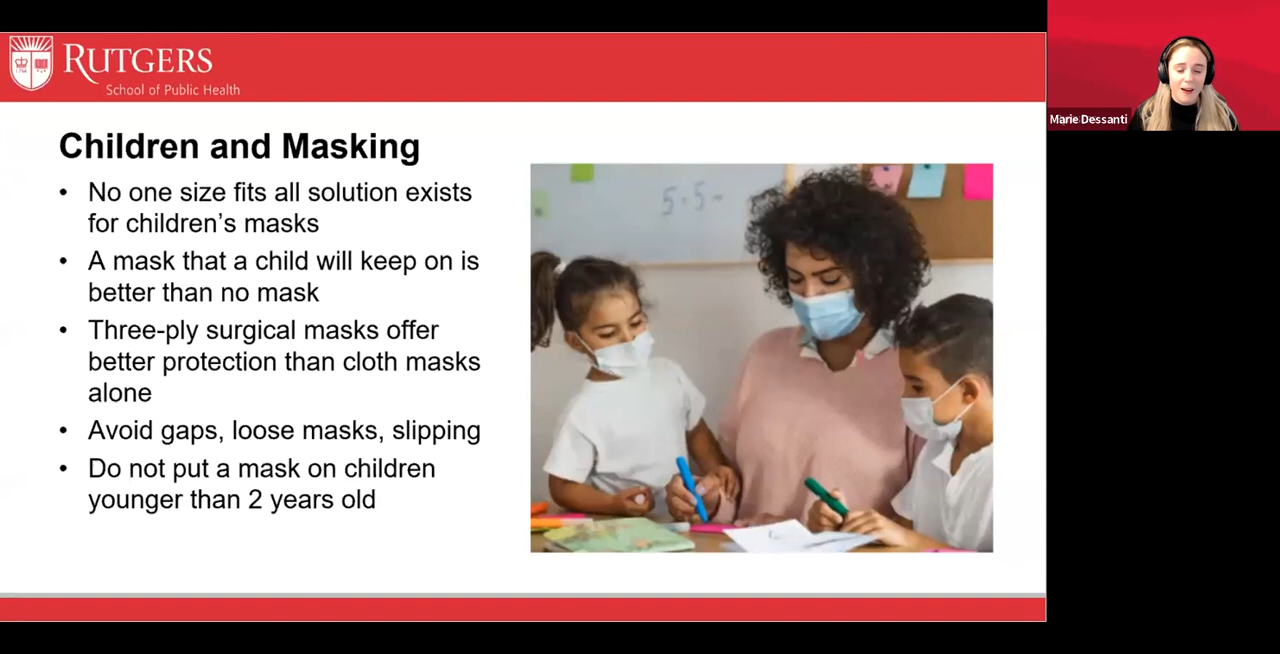 RUTGERS
School of Public Health
Marie Dessanti
Children and Masking
• No one size fits all solution exists
for children’s masks
• A mask that a child will keep on is
better than no mask
• Three-ply surgical masks offer
better protection than cloth masks
alone
• Avoid gaps, loose masks, slipping
• Do not put a mask on children
younger than 2 years old